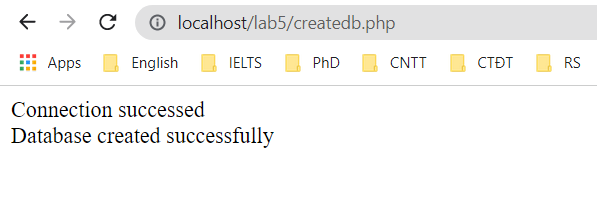 localhost/lab5/createdb.php
Apps English IELTS PhD CNTT CTĐT RS
Connection successed
Database created successfully